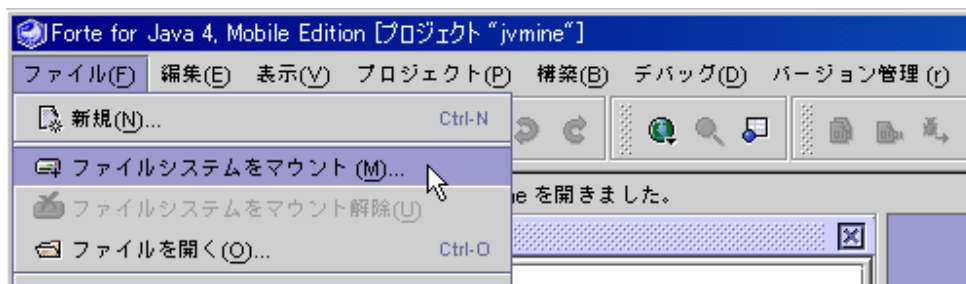 Forte for Java 4, Mobile Edition [プロジェクト “jvmine”]
ファイル(F) 編集(E) 表示(V) プロジェクト(P) 構築(B) デバッグ(D) バージョン管理 (r)
新規(N)... Ctrl-N
ファイルシステムをマウント (M)...
e を開きました。
ファイルシステムをマウント解除(U)
ファイルを開く(O)... Ctrl-O